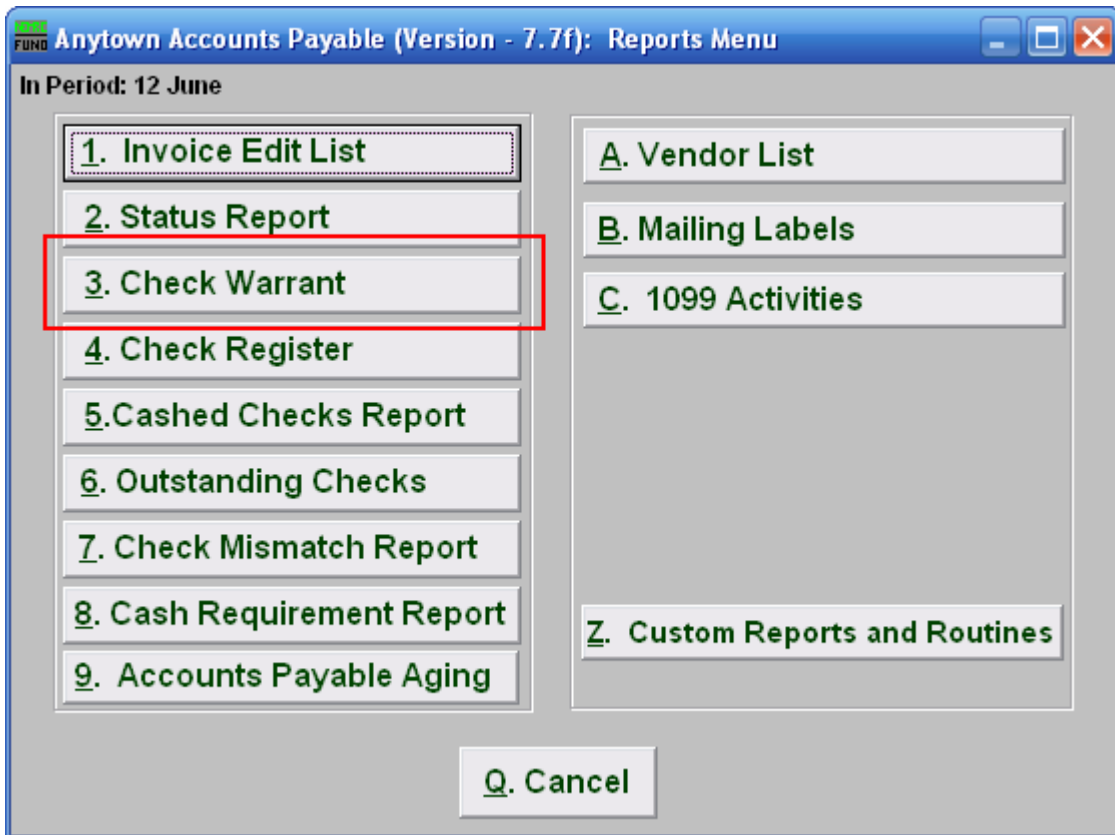 FUND Anytown Accounts Payable (Version - 7.7f): Reports Menu
In Period: 12 June
1. Invoice Edit List
2. Status Report
3. Check Warrant
4. Check Register
5.Cashed Checks Report
6. Outstanding Checks
7. Check Mismatch Report
8. Cash Requirement Report
9. Accounts Payable Aging
A. Vendor List
B. Mailing Labels
C. 1099 Activities
Z. Custom Reports and Routines
Q. Cancel